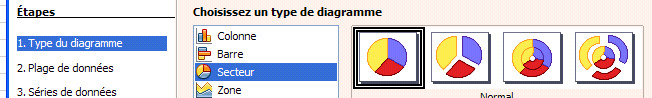 Étapes
1. Type du diagramme
2. Plage de données
3. Séries de données
Choisissez un type de diagramme
Colonne
Barre
Secteur
Zone
Normal